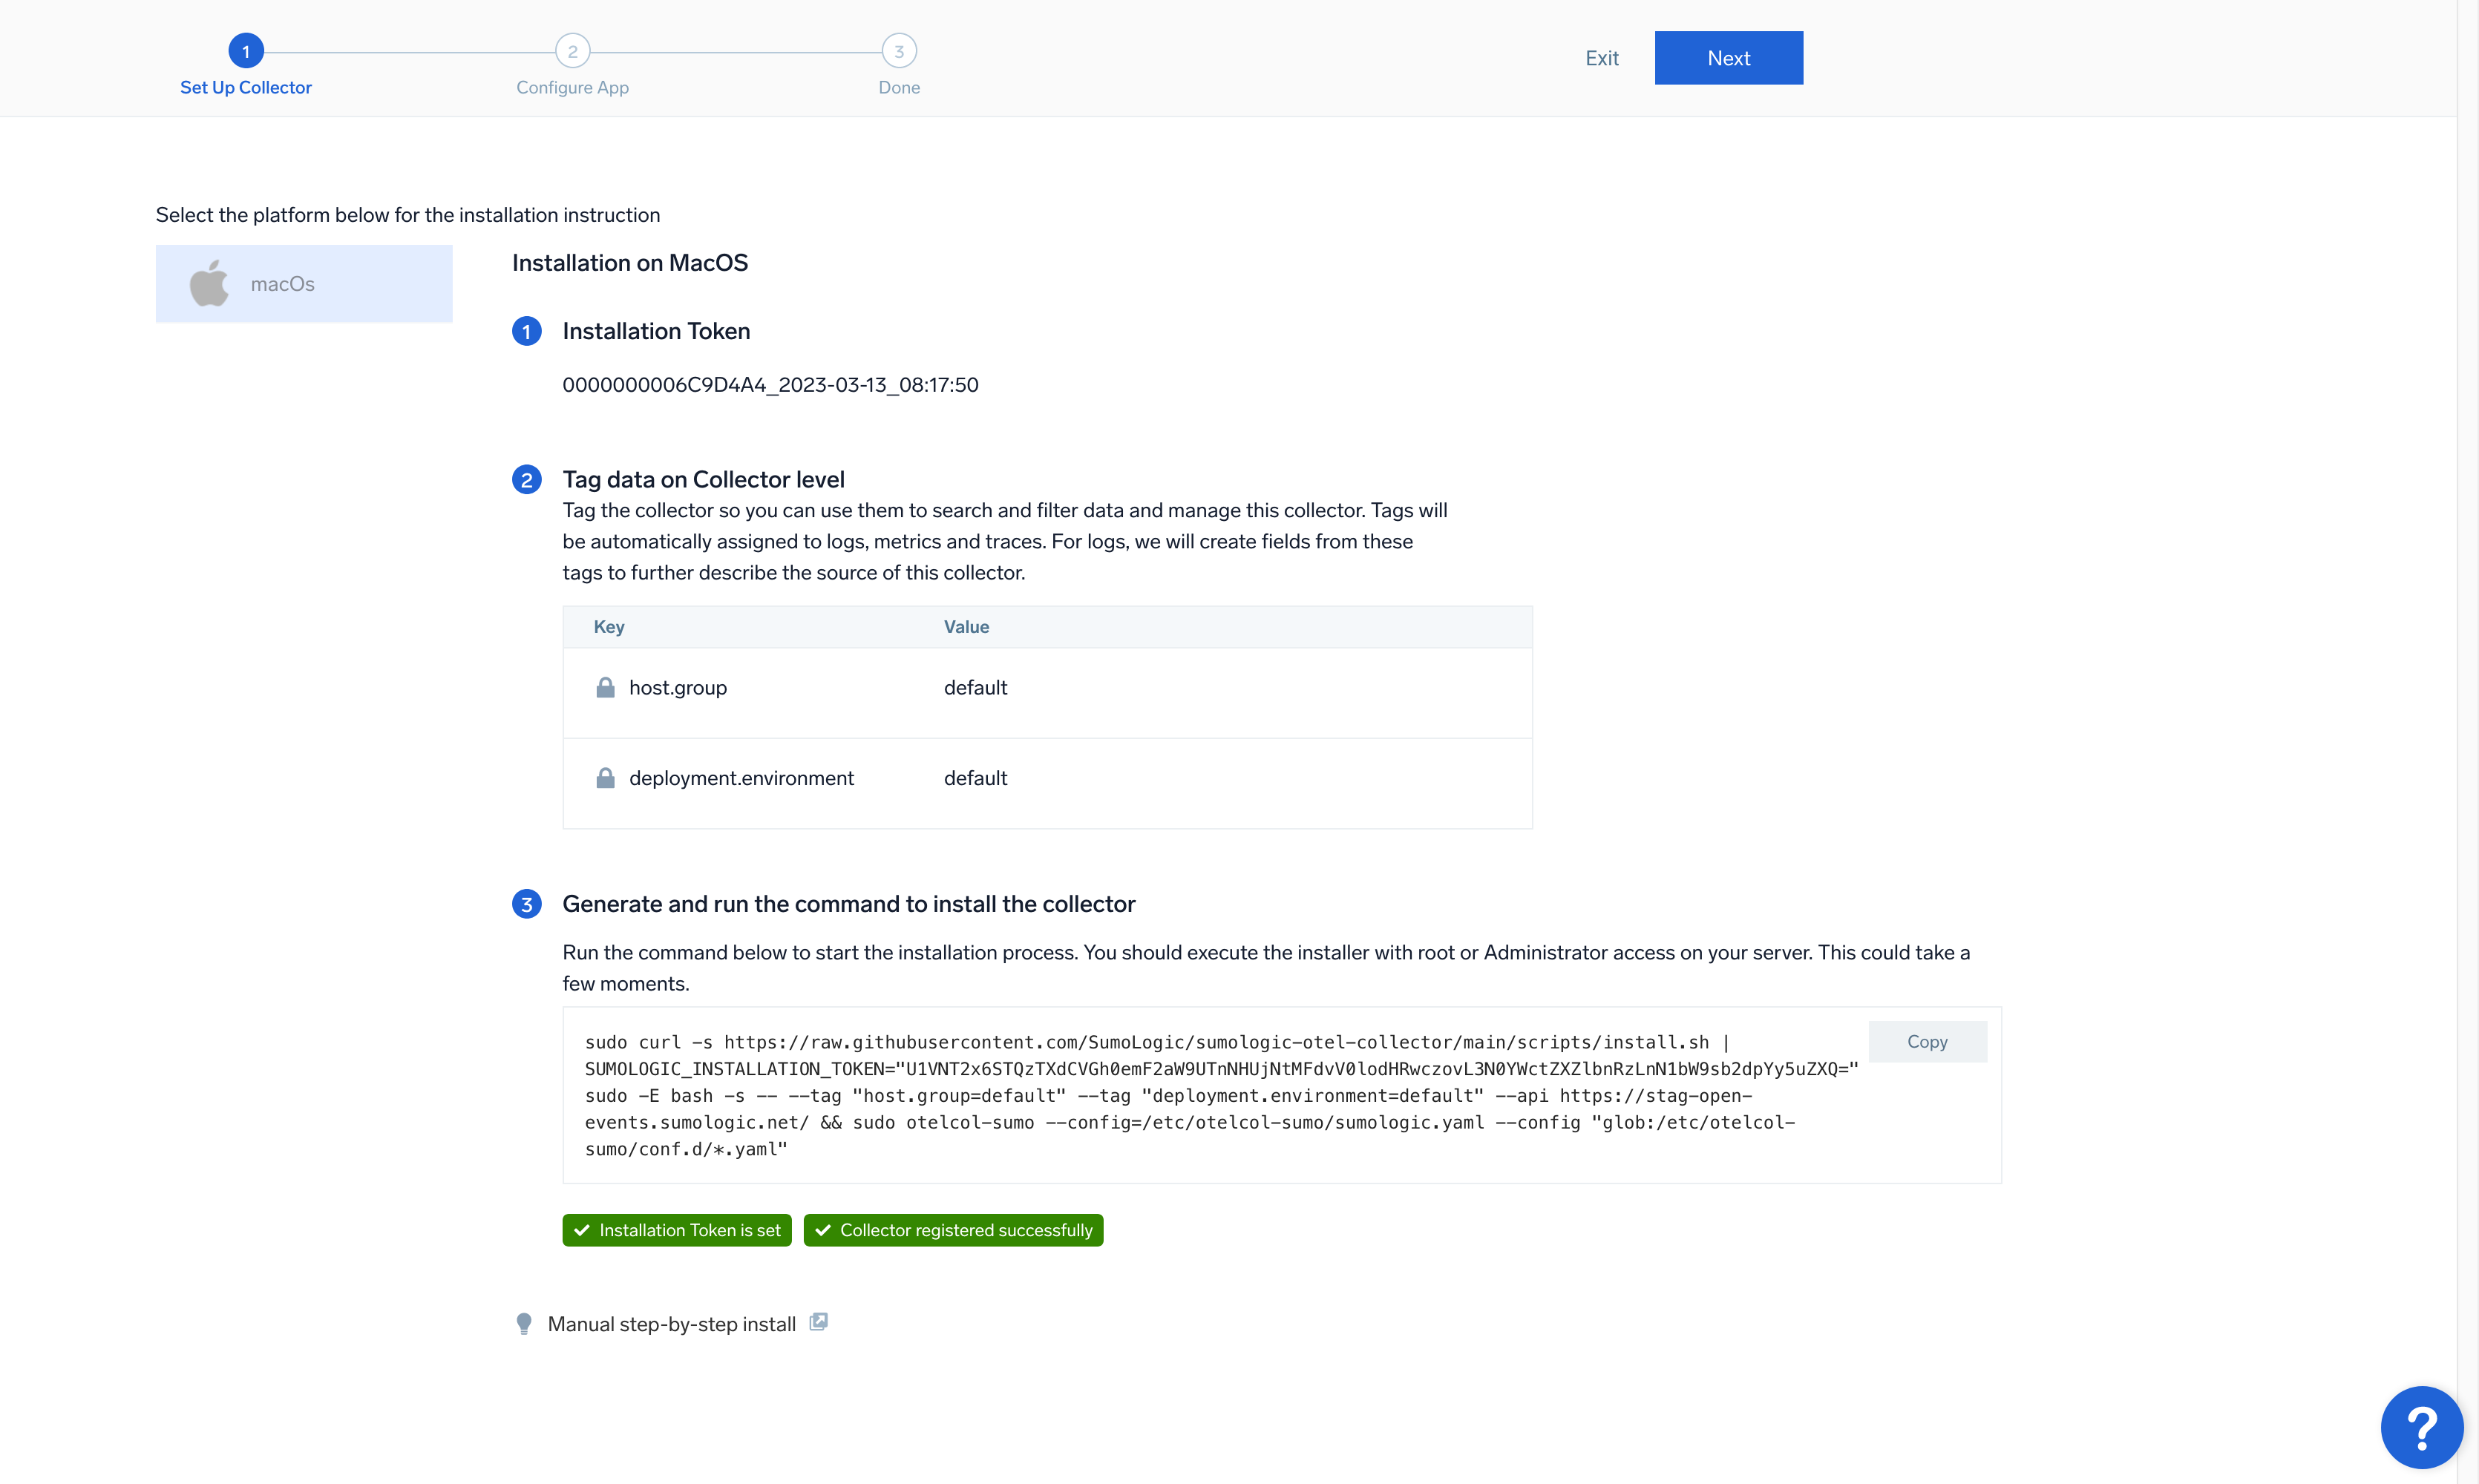 1
2
3
Set Up Collector
Configure App
Done
Exit
Next
Select the platform below for the installation instruction
macOs
Installation on MacOS
1 Installation Token
0000000006C9D4A4_2023-03-13_08:17:50
2 Tag data on Collector level
Tag the collector so you can use them to search and filter data and manage this collector. Tags will
be automatically assigned to logs, metrics and traces. For logs, we will create fields from these
tags to further describe the source of this collector.
Key Value
host.group default
deployment.environment default
3 Generate and run the command to install the collector
Run the command below to start the installation process. You should execute the installer with root or Administrator access on your server. This could take a
few moments.
sudo curl -s https://raw.githubusercontent.com/SumoLogic/sumologic-otel-collector/main/scripts/install.sh |
SUMOLOGIC_INSTALLATION_TOKEN="U1VNT2x6STQzTXdCVGh0emF2aW9UTnNHUjNtMFdvV0lodHRwczovL3N0YWctZXZlbnRzLnN1bW9sb2dpYy5uZXQ="
sudo -E bash -s -- --tag "host.group=default" --tag "deployment.environment=default" --api https://stag-open-
events.sumologic.net/ && sudo otelcol-sumo --config=/etc/otelcol-sumo/sumologic.yaml --config "glob:/etc/otelcol-
sumo/conf.d/*.yaml"
Copy
Installation Token is set
Collector registered successfully
Manual step-by-step install
?